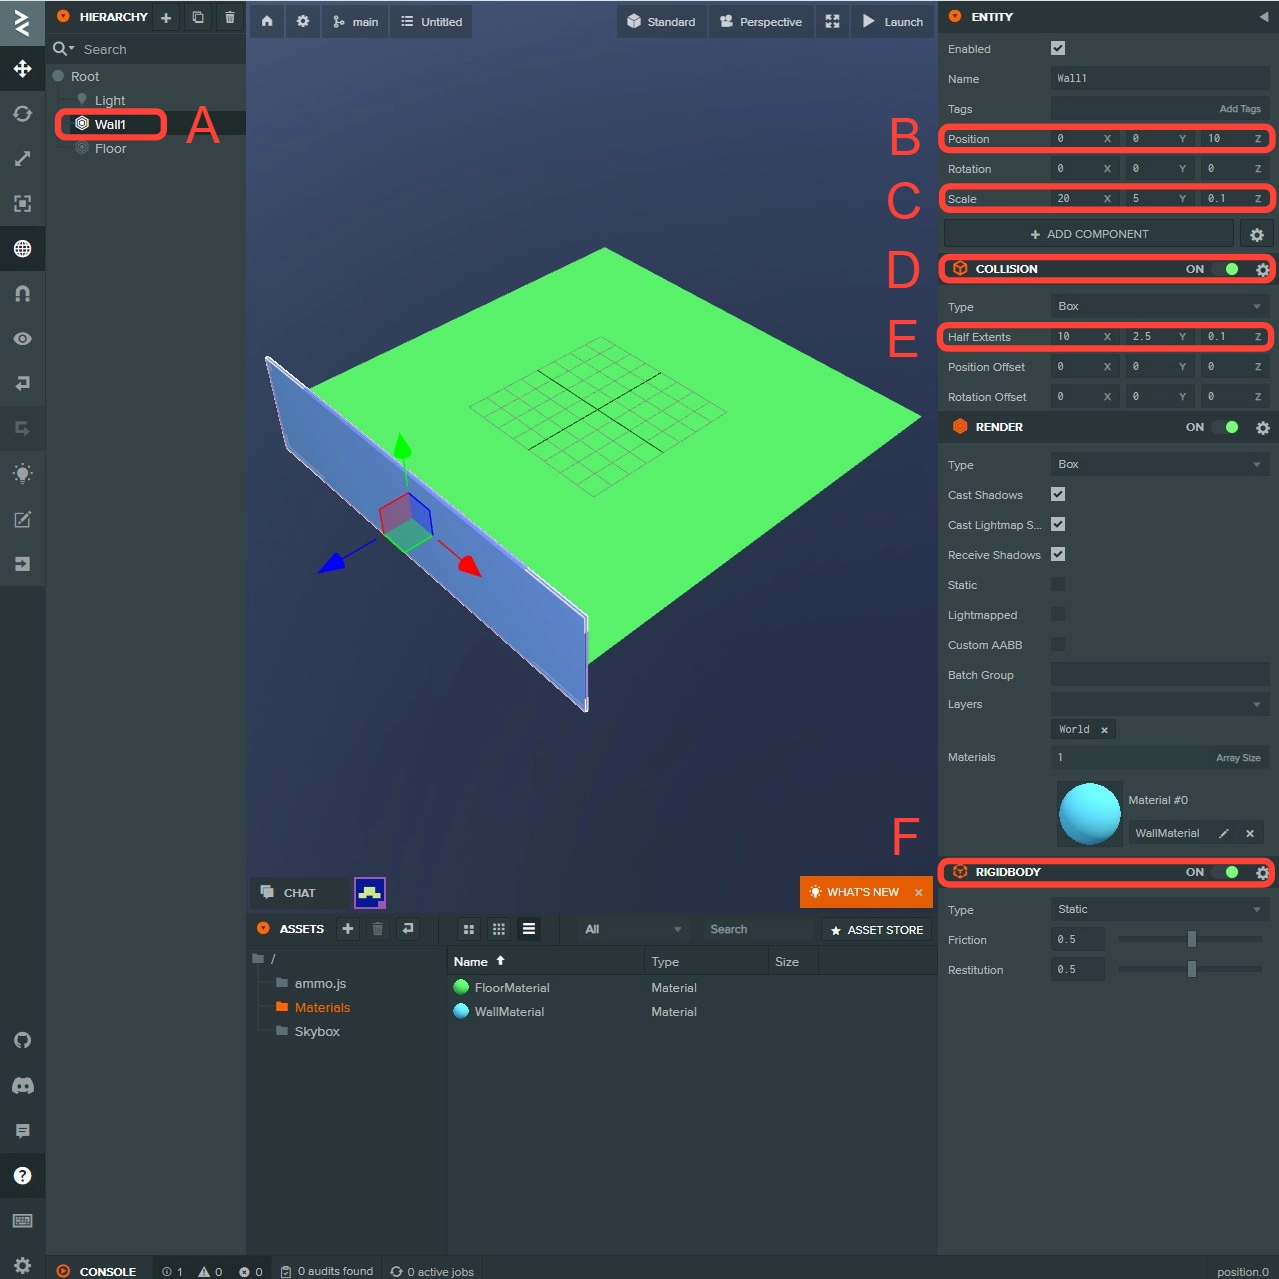 HIERARCHY
main
Untitled
Standard
Perspective
Launch
ENTITY
Search
Root
Light
Wall1
Floor
A
Enabled
Name Wall1
Tags Add Tags
B
Position 0 X 0 Y 10 Z
Rotation 0 X 0 Y 0 Z
C
Scale 20 X 5 Y 0.1 Z
+ ADD COMPONENT
D
COLLISION ON
Type Box
E
Half Extents 10 X 2.5 Y 0.1 Z
Position Offset 0 X 0 Y 0 Z
Rotation Offset 0 X 0 Y 0 Z
RENDER ON
Type Box
Cast Shadows
Cast Lightmap S...
Receive Shadows
Static
Lightmapped
Custom AABB
Batch Group
Layers
World ×
Materials 1 Array Size
Material #0
WallMaterial
F
RIGIDBODY ON
Type Static
Friction 0.5
Restitution 0.5
CHAT
WHAT'S NEW ×
ASSETS
All
Search
ASSET STORE
/
ammo.js
Materials
Skybox
Name Type Size
FloorMaterial Material
WallMaterial Material
CONSOLE 1 0 0 0 audits found 0 active jobs
position.0